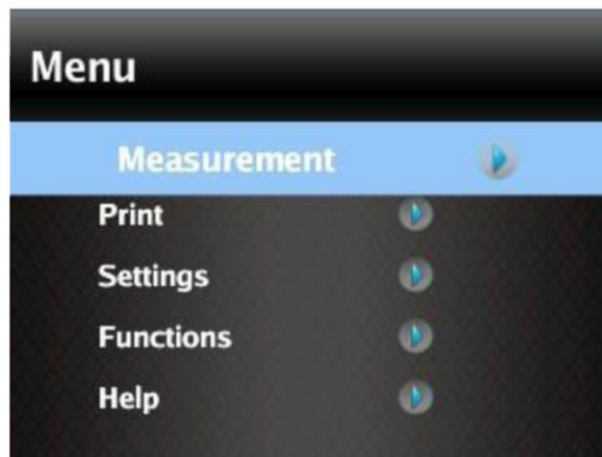 Menu
Measurement
Print
Settings
Functions
Help